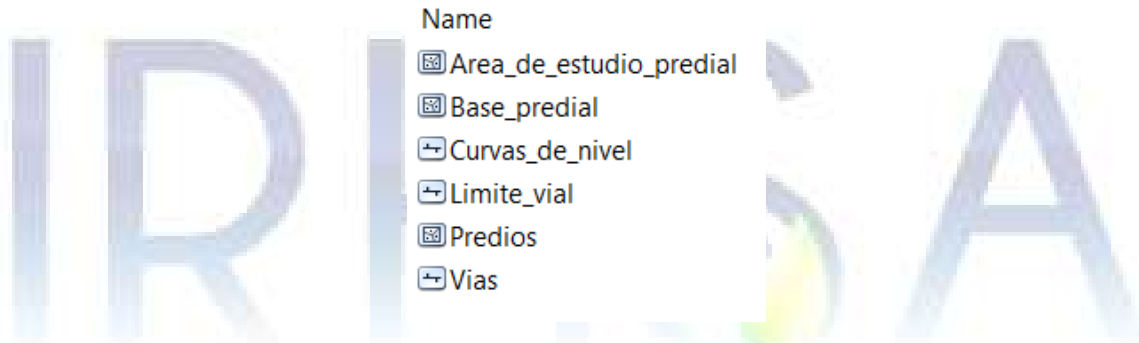 Name
Area_de_estudio_predial
Base_predial
Curvas_de_nivel
Limite_vial
Predios
Vias